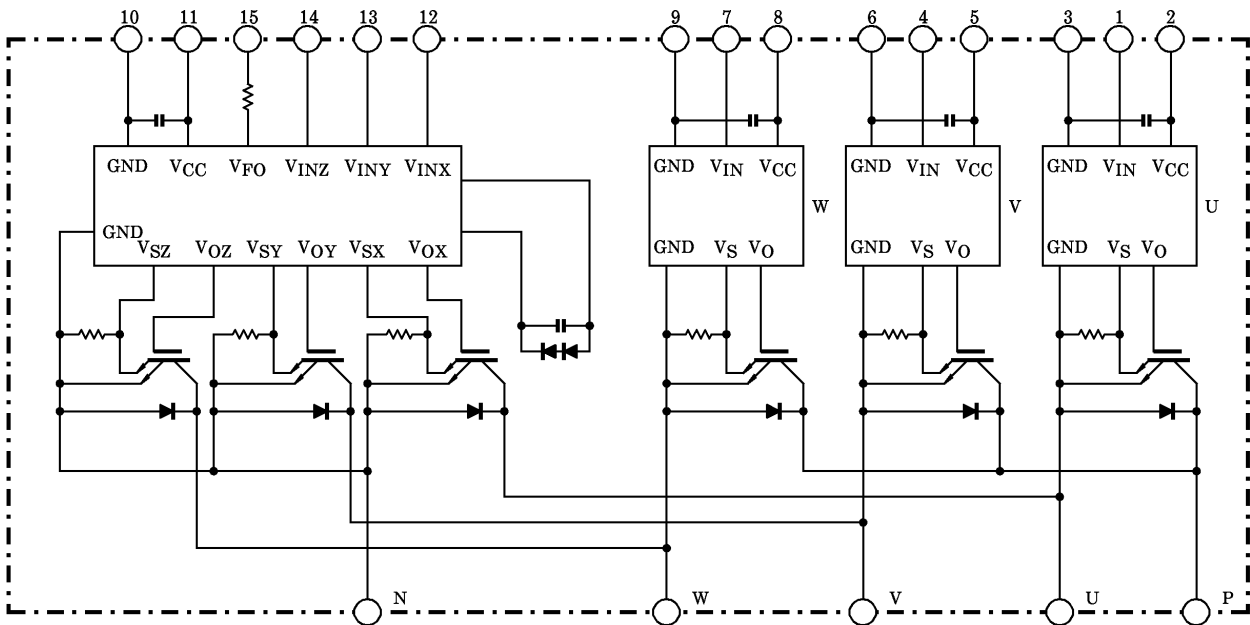 10 11 15 14 13 12 9 7 8 6 4 5 3 1 2
GND VCC VFO VINZ VINY VINX GND VIN VCC GND VIN VCC GND VIN VCC
W V U
GND VSZ VOZ VSY VOY VSX VOX GND VS VO GND VS VO GND VS VO
N W V U P